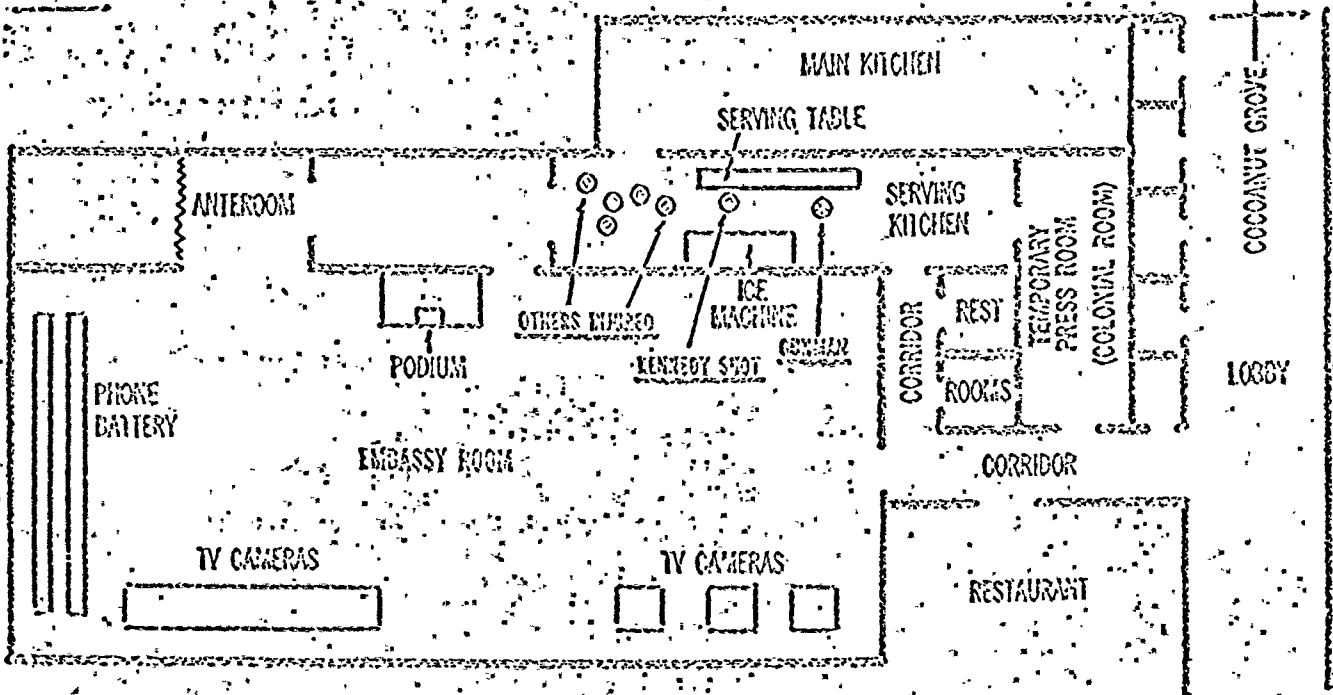 MAIN KITCHEN
SERVING TABLE
COCOANUT GROVE
ANTEROOM
SERVING
KITCHEN
TEMPORARY
PRESS ROOM
(COLONIAL ROOM)
OTHERS INJURED
ICE
MACHINE
KENNEDY SHOT
GUNMAN
CORRIDOR
REST
ROOMS
PODIUM
LOBBY
PHONE
BATTERY
EMBASSY ROOM
CORRIDOR
TV CAMERAS
TV CAMERAS
RESTAURANT